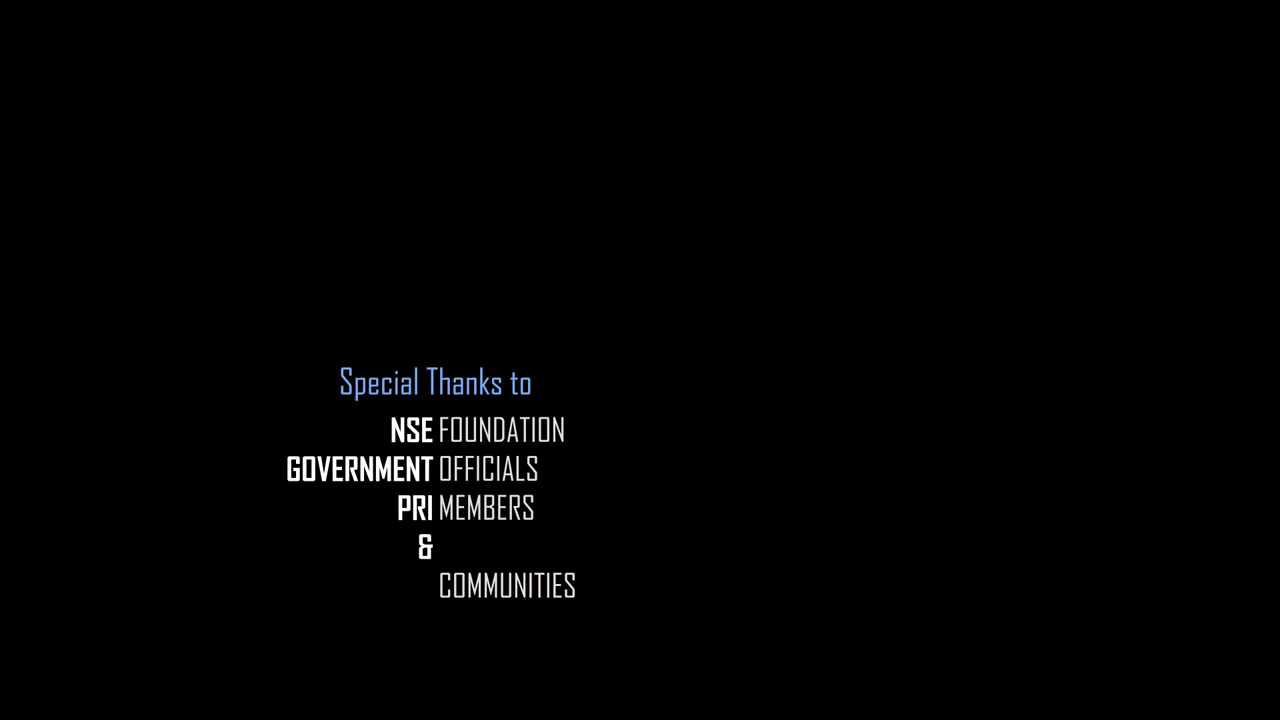 Special Thanks to
NSE FOUNDATION
GOVERNMENT OFFICIALS
PRI MEMBERS
&
COMMUNITIES